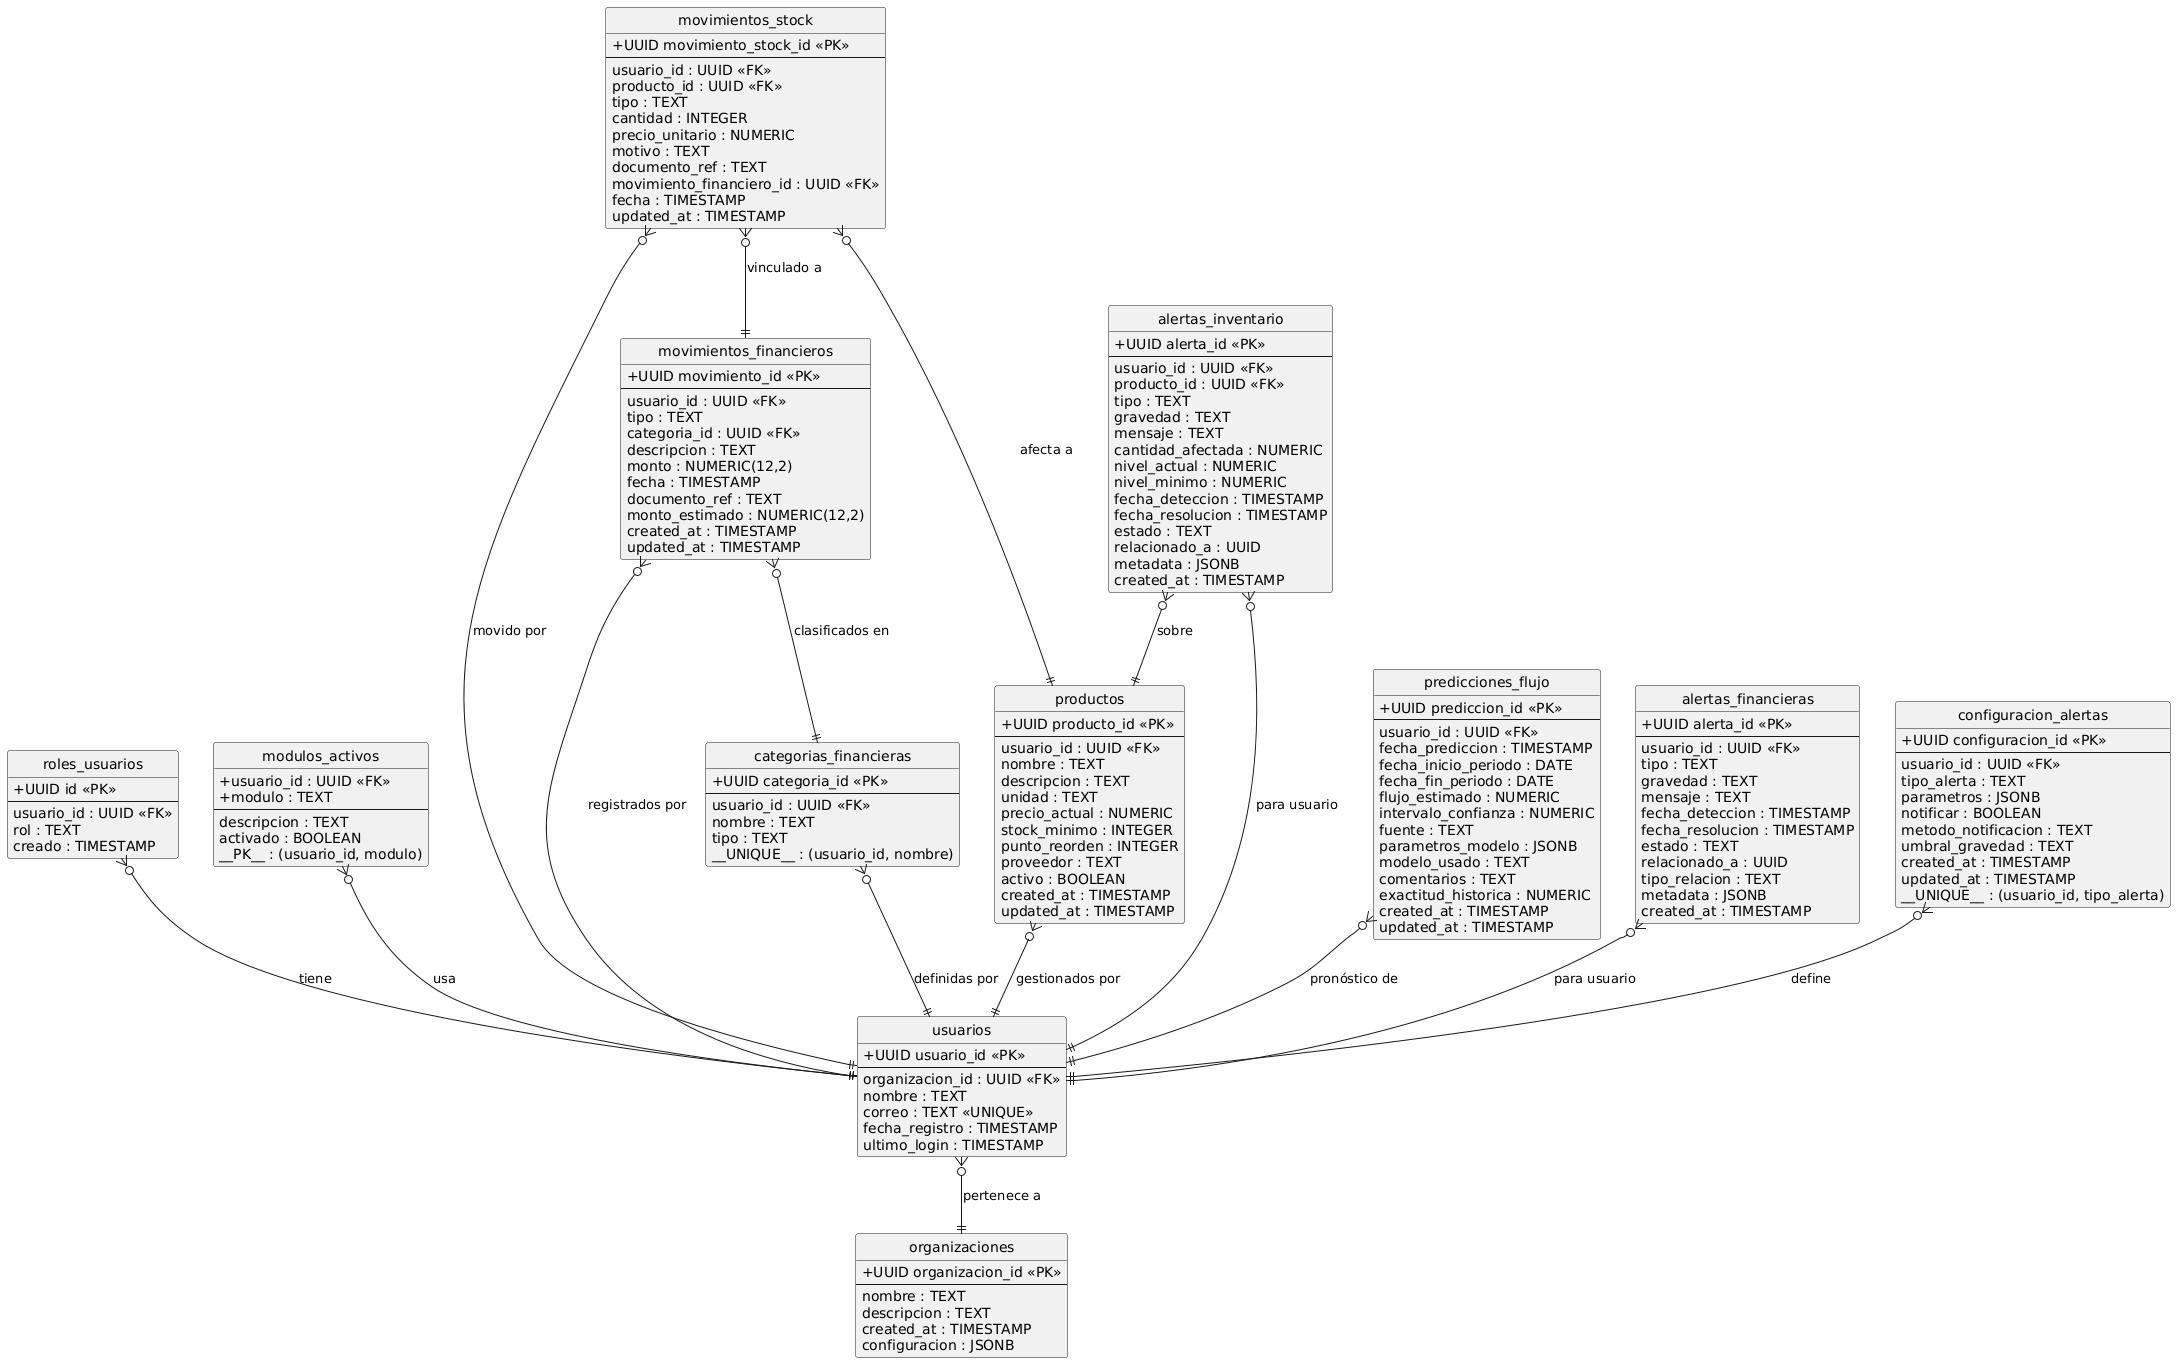 movimientos_stock
+UUID movimiento_stock_id «PK»
usuario_id : UUID «FK»
producto_id : UUID «FK»
tipo : TEXT
cantidad : INTEGER
precio_unitario : NUMERIC
motivo : TEXT
documento_ref : TEXT
movimiento_financiero_id : UUID «FK»
fecha : TIMESTAMP
updated_at : TIMESTAMP
vinculado a
afecta a
movido por
movimientos_financieros
+UUID movimiento_id «PK»
usuario_id : UUID «FK»
tipo : TEXT
categoria_id : UUID «FK»
descripcion : TEXT
monto : NUMERIC(12,2)
fecha : TIMESTAMP
documento_ref : TEXT
monto_estimado : NUMERIC(12,2)
created_at : TIMESTAMP
updated_at : TIMESTAMP
clasificados en
registrados por
alertas_inventario
+UUID alerta_id «PK»
usuario_id : UUID «FK»
producto_id : UUID «FK»
tipo : TEXT
gravedad : TEXT
mensaje : TEXT
cantidad_afectada : NUMERIC
nivel_actual : NUMERIC
nivel_minimo : NUMERIC
fecha_deteccion : TIMESTAMP
fecha_resolucion : TIMESTAMP
estado : TEXT
relacionado_a : UUID
metadata : JSONB
created_at : TIMESTAMP
sobre
para usuario
roles_usuarios
+UUID id «PK»
usuario_id : UUID «FK»
rol : TEXT
creado : TIMESTAMP
tiene
modulos_activos
+usuario_id : UUID «FK»
+modulo : TEXT
descripcion : TEXT
activado : BOOLEAN
__PK__ : (usuario_id, modulo)
usa
categorias_financieras
+UUID categoria_id «PK»
usuario_id : UUID «FK»
nombre : TEXT
tipo : TEXT
__UNIQUE__ : (usuario_id, nombre)
definidas por
productos
+UUID producto_id «PK»
usuario_id : UUID «FK»
nombre : TEXT
descripcion : TEXT
unidad : TEXT
precio_actual : NUMERIC
stock_minimo : INTEGER
punto_reorden : INTEGER
proveedor : TEXT
activo : BOOLEAN
created_at : TIMESTAMP
updated_at : TIMESTAMP
gestionados por
predicciones_flujo
+UUID prediccion_id «PK»
usuario_id : UUID «FK»
fecha_prediccion : TIMESTAMP
fecha_inicio_periodo : DATE
fecha_fin_periodo : DATE
flujo_estimado : NUMERIC
intervalo_confianza : NUMERIC
fuente : TEXT
parametros_modelo : JSONB
modelo_usado : TEXT
comentarios : TEXT
exactitud_historica : NUMERIC
created_at : TIMESTAMP
updated_at : TIMESTAMP
pronóstico de
alertas_financieras
+UUID alerta_id «PK»
usuario_id : UUID «FK»
tipo : TEXT
gravedad : TEXT
mensaje : TEXT
fecha_deteccion : TIMESTAMP
fecha_resolucion : TIMESTAMP
estado : TEXT
relacionado_a : UUID
tipo_relacion : TEXT
metadata : JSONB
created_at : TIMESTAMP
para usuario
configuracion_alertas
+UUID configuracion_id «PK»
usuario_id : UUID «FK»
tipo_alerta : TEXT
parametros : JSONB
notificar : BOOLEAN
metodo_notificacion : TEXT
umbral_gravedad : TEXT
created_at : TIMESTAMP
updated_at : TIMESTAMP
__UNIQUE__ : (usuario_id, tipo_alerta)
define
usuarios
+UUID usuario_id «PK»
organizacion_id : UUID «FK»
nombre : TEXT
correo : TEXT «UNIQUE»
fecha_registro : TIMESTAMP
ultimo_login : TIMESTAMP
pertenece a
organizaciones
+UUID organizacion_id «PK»
nombre : TEXT
descripcion : TEXT
created_at : TIMESTAMP
configuracion : JSONB